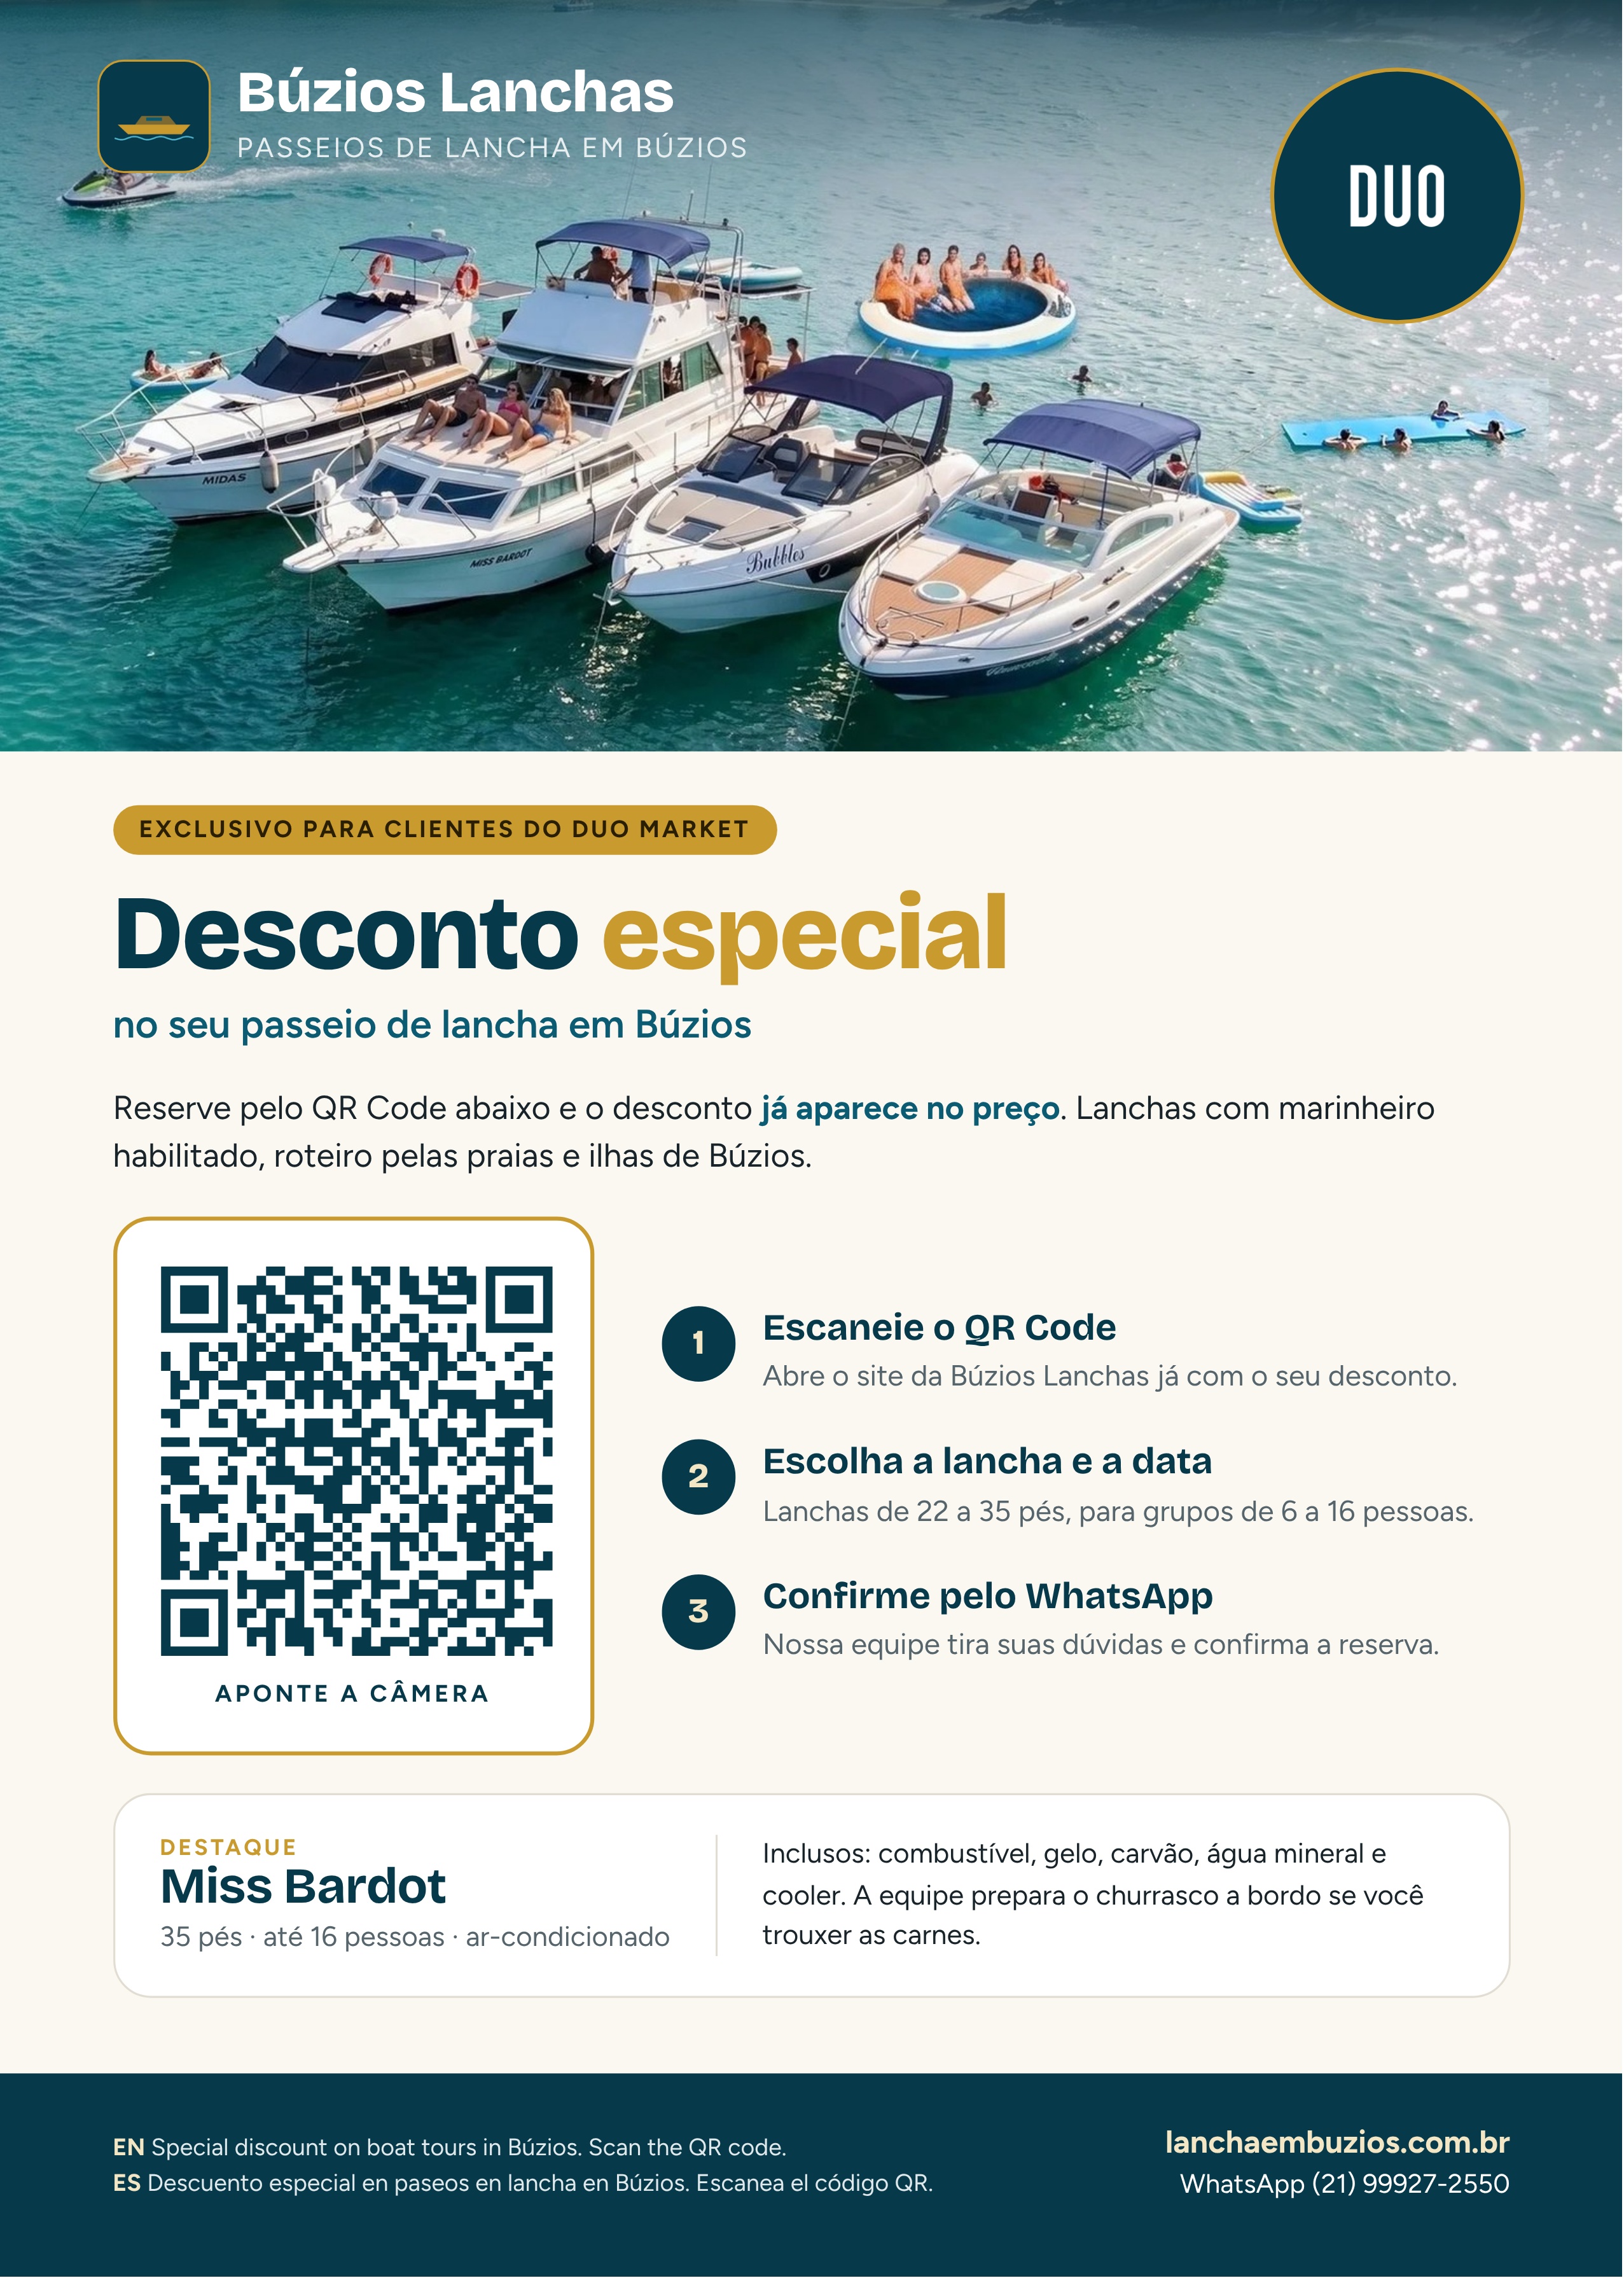 Búzios Lanchas
PASSEIOS DE LANCHA EM BÚZIOS
DUO
MIDAS
MISS BARDOT
Bubbles
EXCLUSIVO PARA CLIENTES DO DUO MARKET
Desconto especial
no seu passeio de lancha em Búzios
Reserve pelo QR Code abaixo e o desconto já aparece no preço. Lanchas com marinheiro
habilitado, roteiro pelas praias e ilhas de Búzios.
1
Escaneie o QR Code
Abre o site da Búzios Lanchas já com o seu desconto.
2
Escolha a lancha e a data
Lanchas de 22 a 35 pés, para grupos de 6 a 16 pessoas.
3
Confirme pelo WhatsApp
Nossa equipe tira suas dúvidas e confirma a reserva.
APONTE A CÂMERA
DESTAQUE
Miss Bardot
35 pés · até 16 pessoas · ar-condicionado
Inclusos: combustível, gelo, carvão, água mineral e
cooler. A equipe prepara o churrasco a bordo se você
trouxer as carnes.
EN Special discount on boat tours in Búzios. Scan the QR code.
ES Descuento especial en paseos en lancha en Búzios. Escanea el código QR.
lanchaembuzios.com.br
WhatsApp (21) 99927-2550